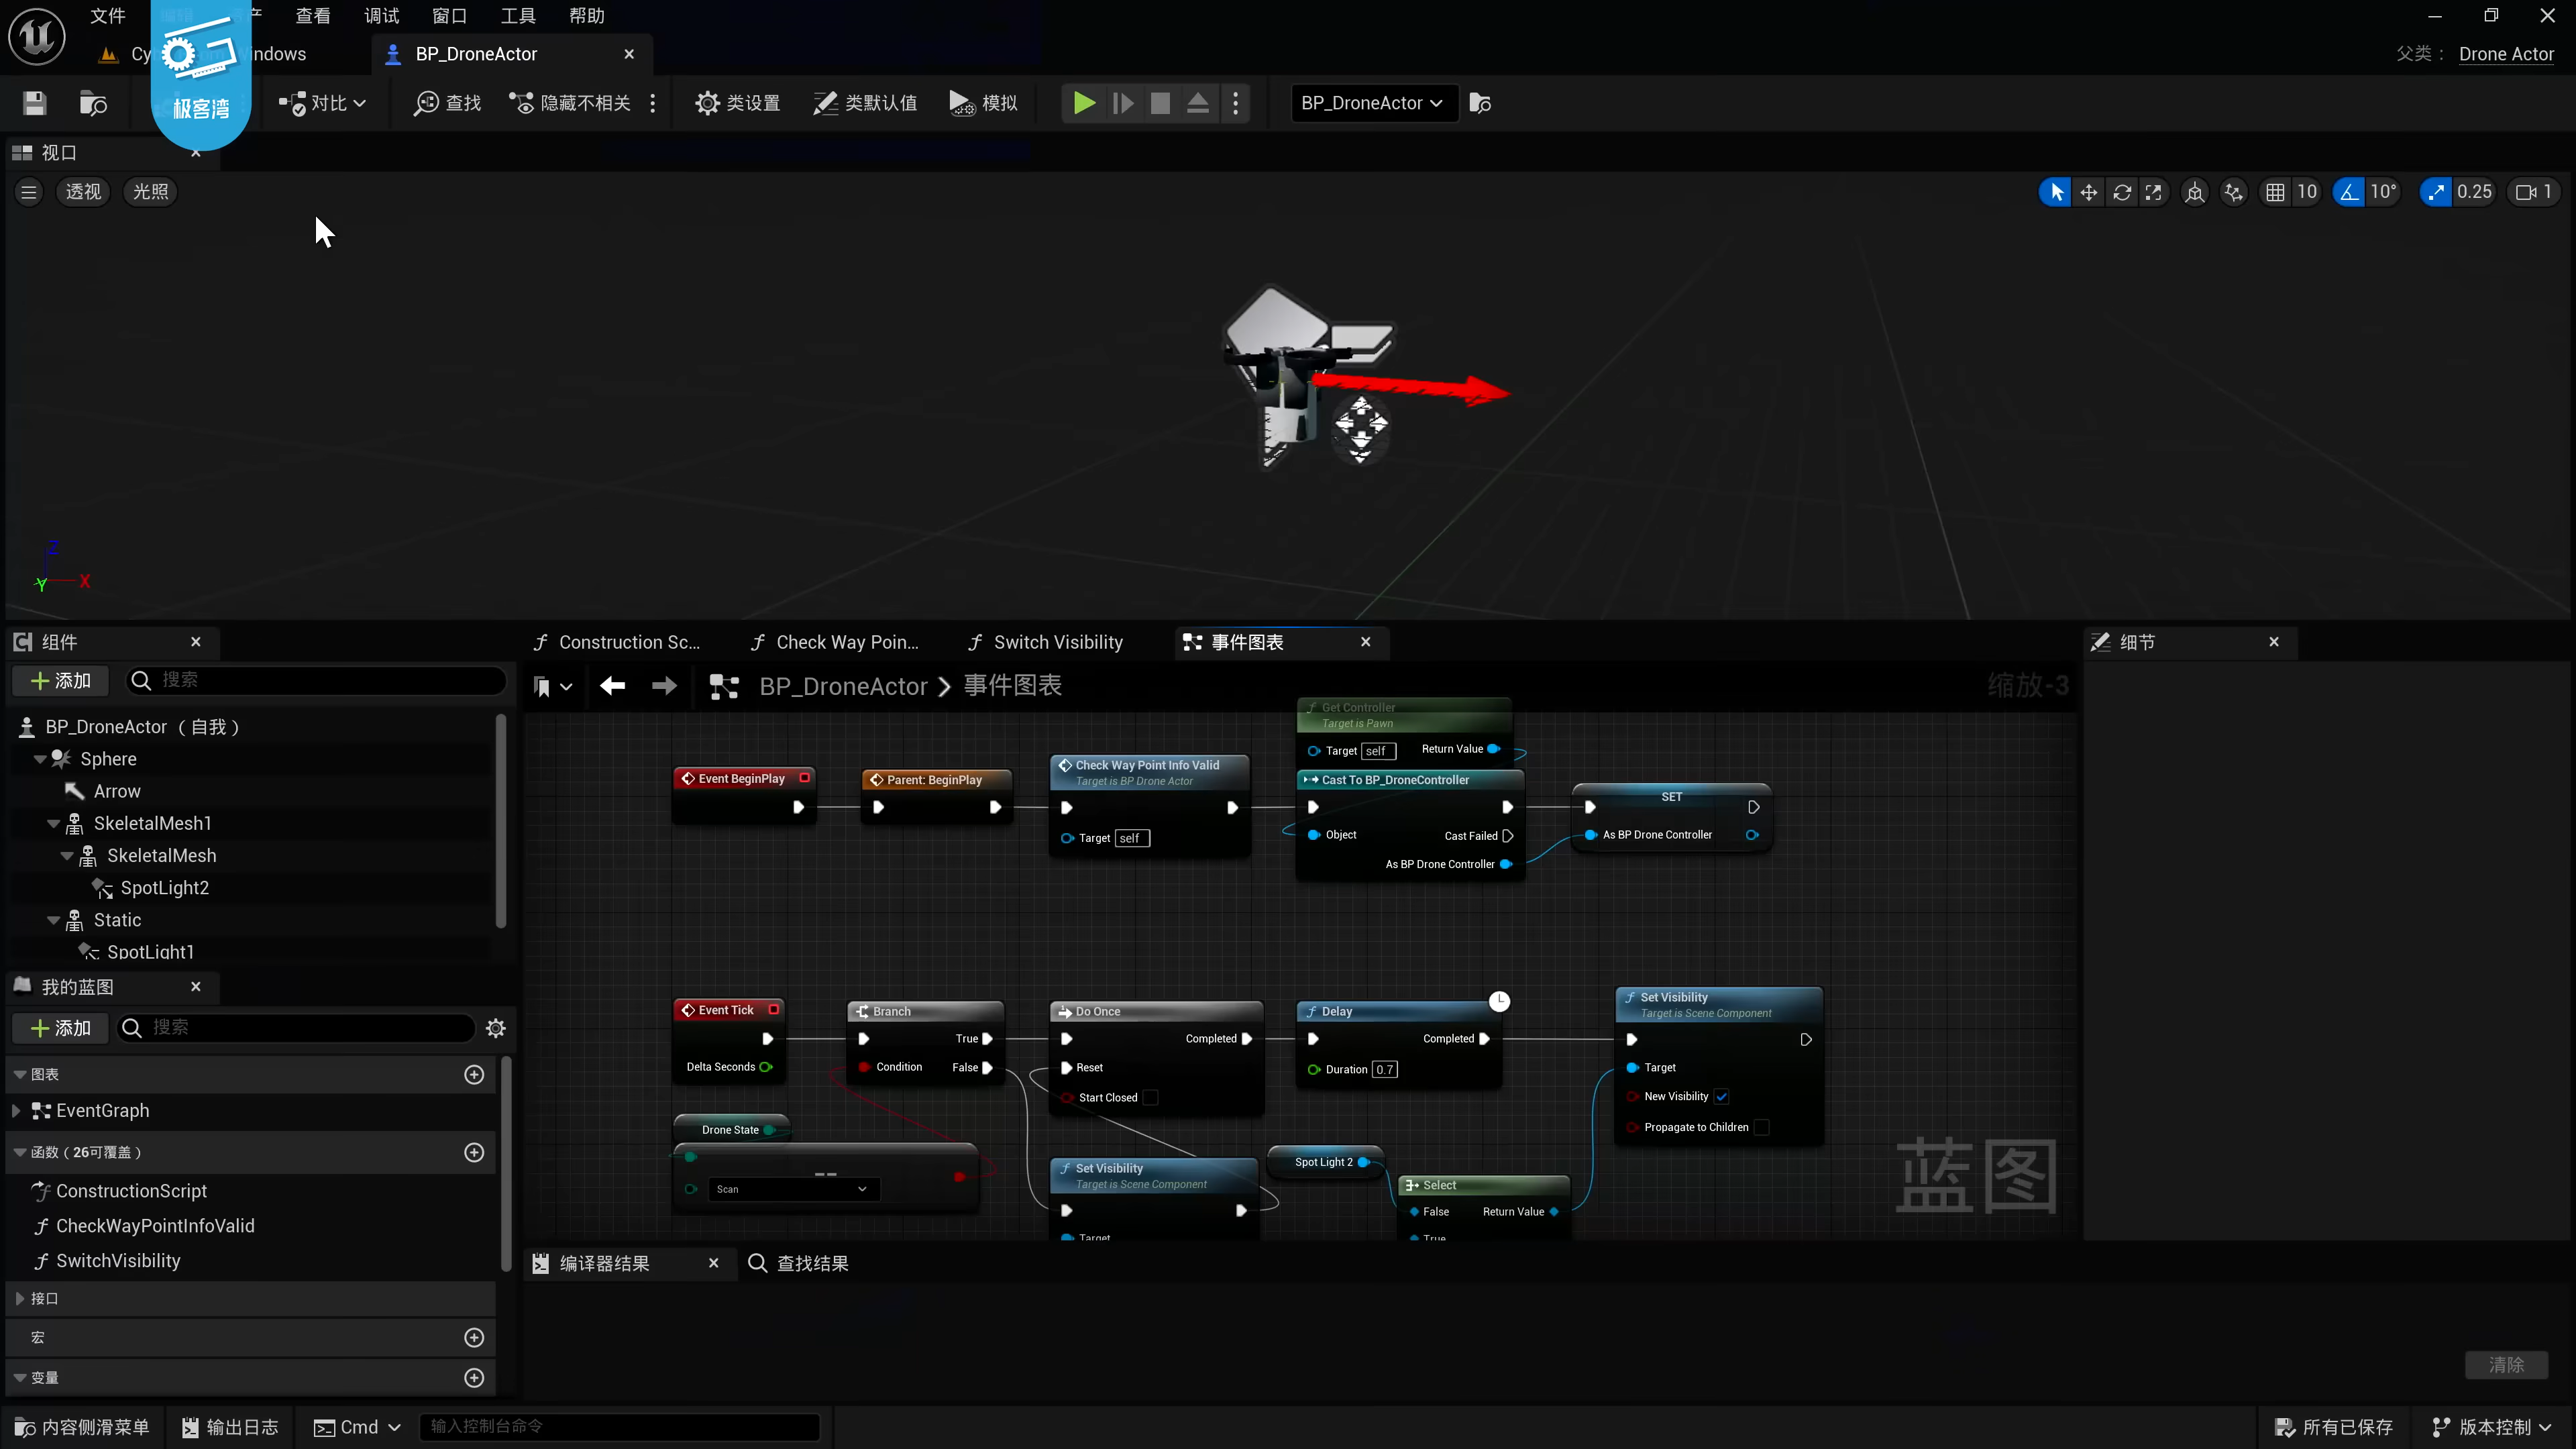 文件
查看
调试
窗口
工具
帮助
极客湾
BP_DroneActor
父类：
Drone Actor
对比
查找
隐藏不相关
类设置
类默认值
模拟
BP_DroneActor
视口
透视
光照
10
10°
0.25
1
Z
Y
X
组件
添加
搜索
BP_DroneActor （自我）
Sphere
Arrow
SkeletalMesh1
SkeletalMesh
SpotLight2
Static
SpotLight1
我的蓝图
添加
搜索
图表
EventGraph
函数（26可覆盖）
ConstructionScript
CheckWayPointInfoValid
SwitchVisibility
接口
宏
变量
Construction Sc...
Check Way Poin...
Switch Visibility
事件图表
BP_DroneActor
事件图表
缩放-3
Get Controller
Target is Pawn
Target
self
Return Value
Event BeginPlay
Parent: BeginPlay
Check Way Point Info Valid
Target is BP Drone Actor
Target
self
Cast To BP_DroneController
Object
Cast Failed
As BP Drone Controller
SET
As BP Drone Controller
Event Tick
Delta Seconds
Branch
True
Condition
False
Do Once
Completed
Reset
Start Closed
Delay
Completed
Duration
0.7
Set Visibility
Target is Scene Component
Target
New Visibility
Propagate to Children
Drone State
==
Scan
Set Visibility
Target is Scene Component
Target
Spot Light 2
Select
False
Return Value
True
蓝图
细节
编译器结果
查找结果
清除
内容侧滑菜单
输出日志
Cmd
输入控制台命令
所有已保存
版本控制